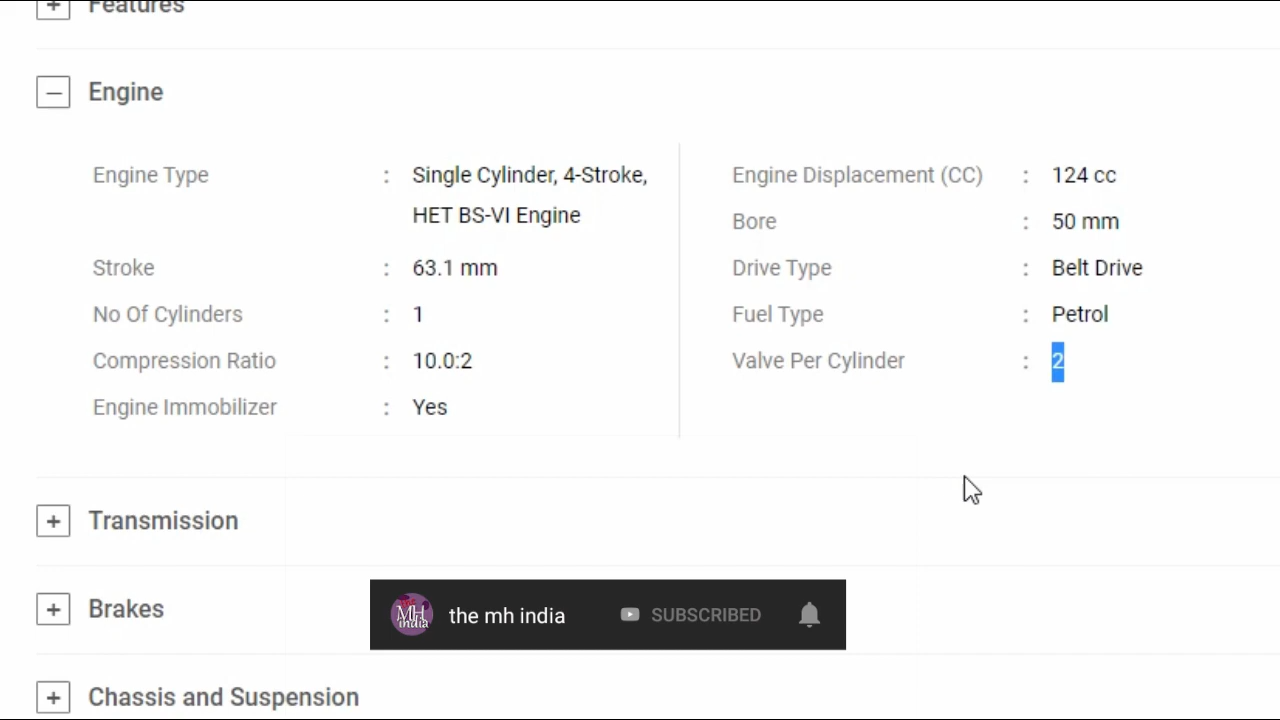 Features
Engine
Engine Type : Single Cylinder, 4-Stroke, Engine Displacement (CC) : 124 cc
HET BS-VI Engine
Bore : 50 mm
Stroke : 63.1 mm Drive Type : Belt Drive
No Of Cylinders : 1 Fuel Type : Petrol
Compression Ratio : 10.0:2 Valve Per Cylinder : 2
Engine Immobilizer : Yes
Transmission
Brakes
MH india the mh india SUBSCRIBED
Chassis and Suspension